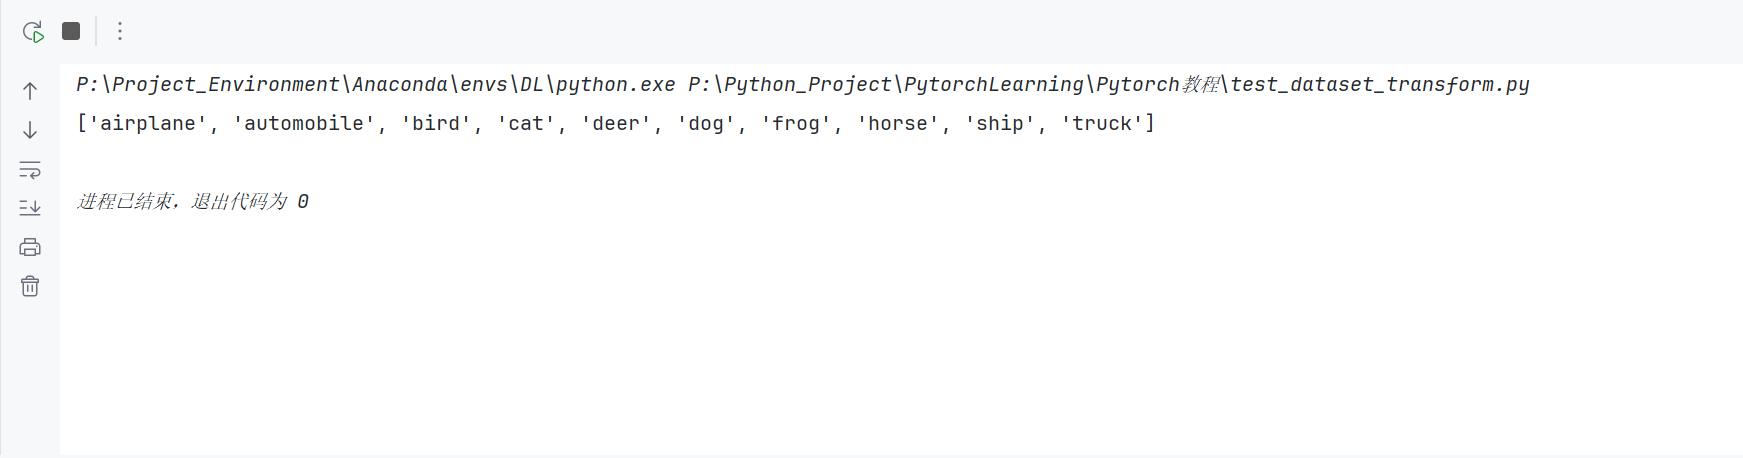 P:\Project_Environment\Anaconda\envs\DL\python.exe P:\Python_Project\PytorchLearning\Pytorch教程\test_dataset_transform.py
['airplane', 'automobile', 'bird', 'cat', 'deer', 'dog', 'frog', 'horse', 'ship', 'truck']
进程已结束，退出代码为 0